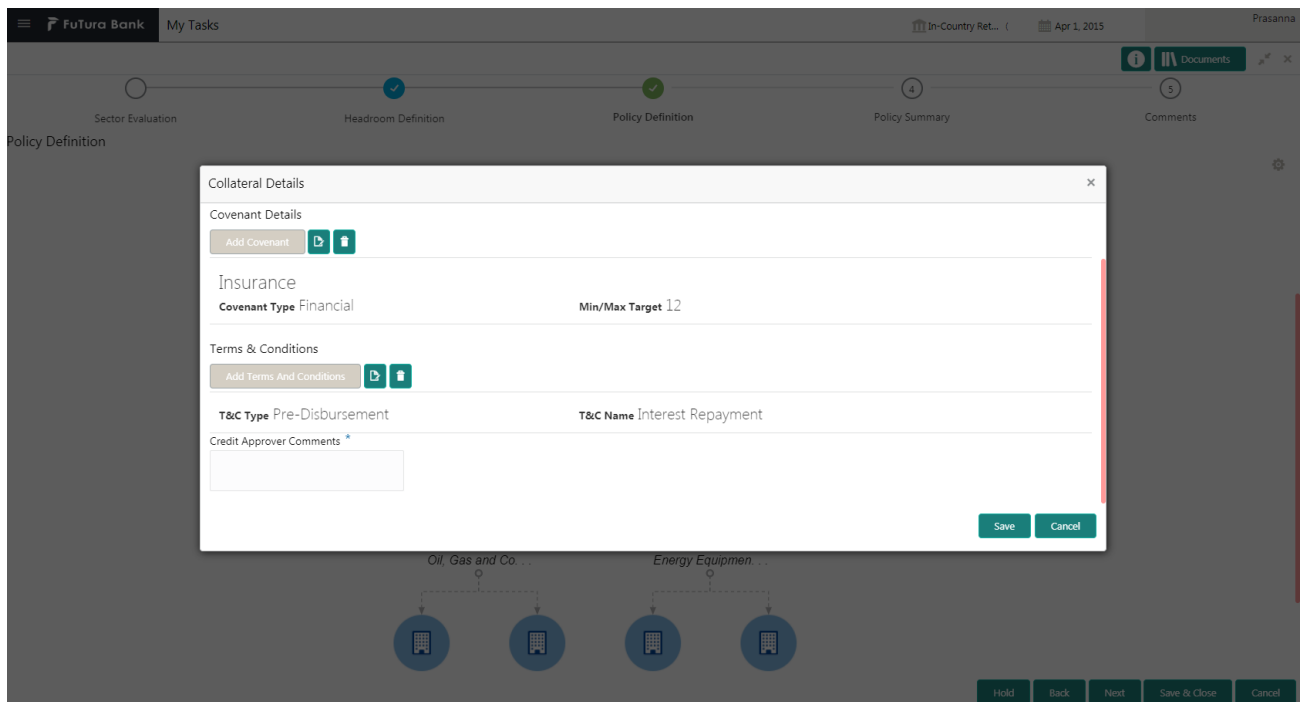 FuTura Bank My Tasks In-Country Ret... ( Apr 1, 2015 Prasanna
i Documents
4 5
Sector Evaluation Headroom Definition Policy Definition Policy Summary Comments
Policy Definition
Collateral Details ×
Covenant Details
Add Covenant
Insurance
Covenant Type Financial Min/Max Target 12
Terms & Conditions
Add Terms And Conditions
T&C Type Pre-Disbursement T&C Name Interest Repayment
Credit Approver Comments *
Save Cancel
Oil, Gas and Co. . . Energy Equipmen. . .
Hold Back Next Save & Close Cancel